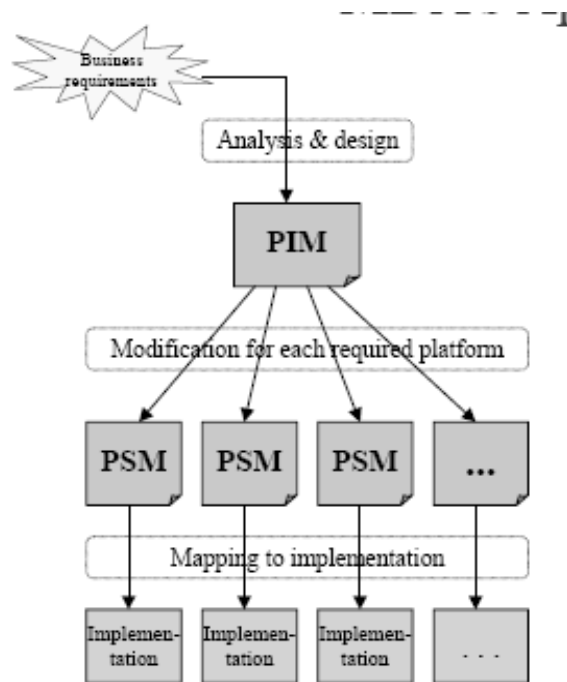 Business
requirements
Analysis & design
PIM
Modification for each required platform
PSM PSM PSM ...
Mapping to implementation
Implemen-
tation
Implemen-
tation
Implemen-
tation
. . .